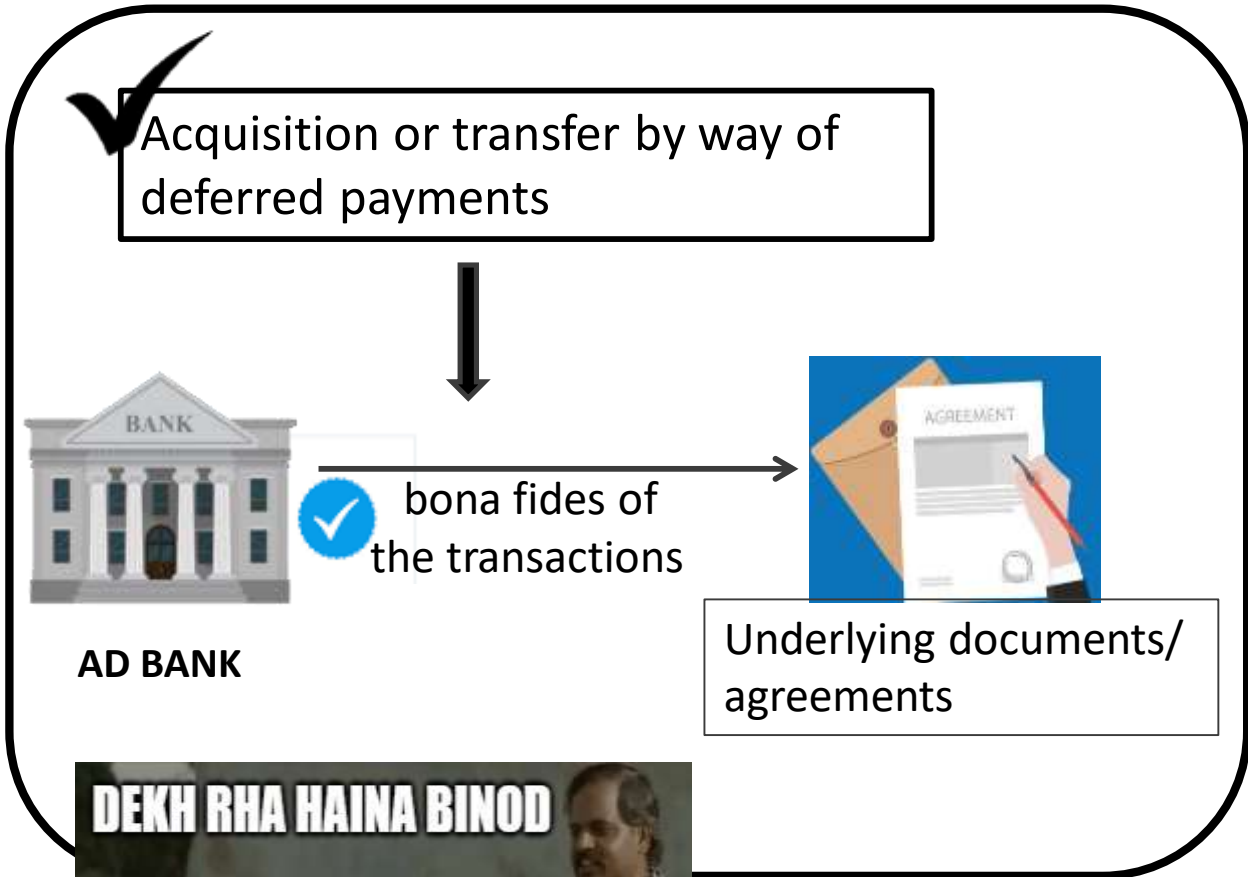 Acquisition or transfer by way of
deferred payments
BANK
AGREEMENT
bona fides of
the transactions
AD BANK
Underlying documents/
agreements
DEKH RHA HAINA BINOD